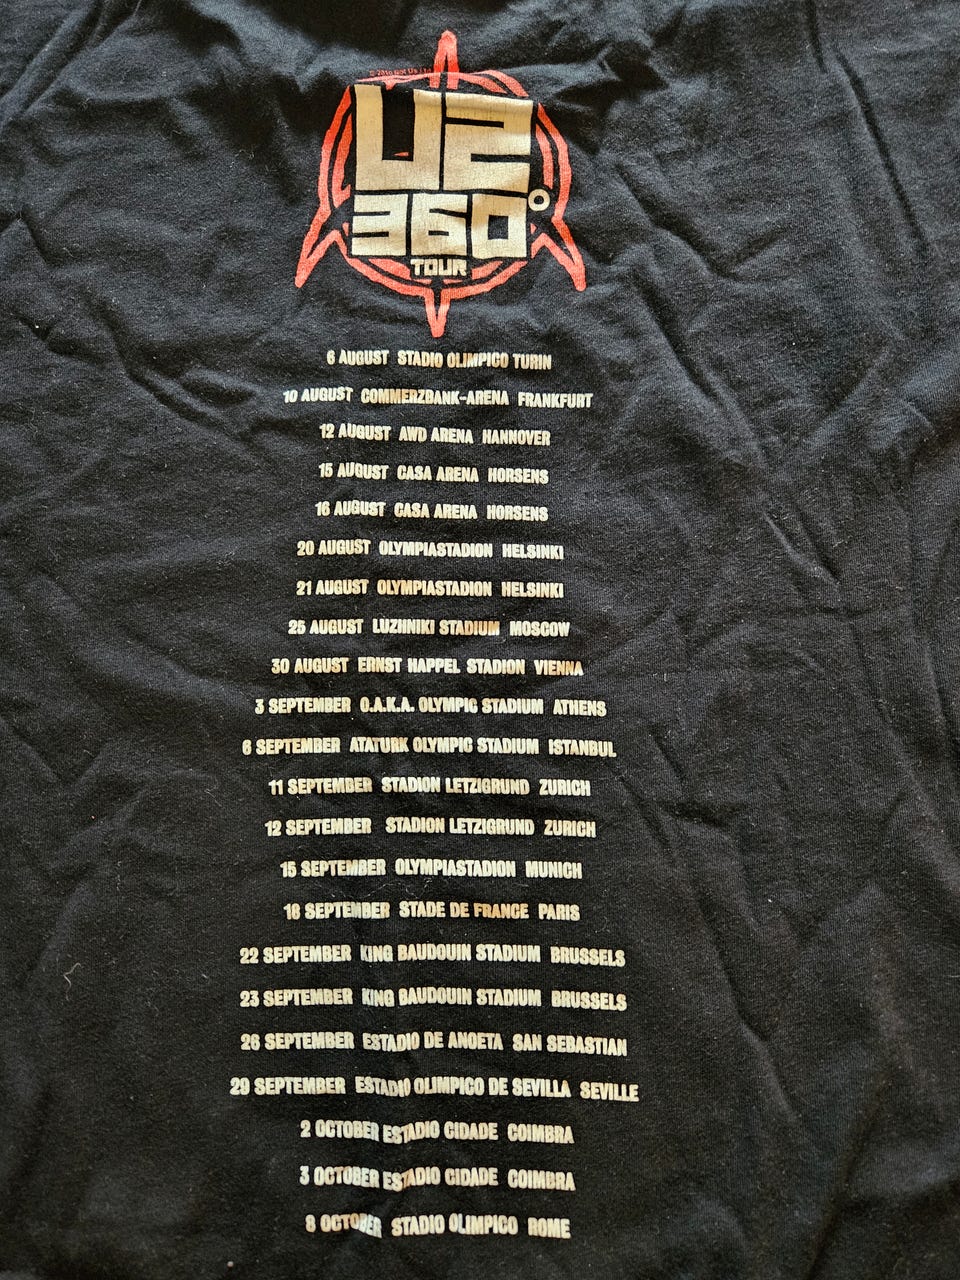 © 2010 Not Us Ltd
U2
360°
TOUR
6 AUGUST STADIO OLIMPICO TURIN
10 AUGUST COMMERZBANK-ARENA FRANKFURT
12 AUGUST AWD ARENA HANNOVER
15 AUGUST CASA ARENA HORSENS
16 AUGUST CASA ARENA HORSENS
20 AUGUST OLYMPIASTADION HELSINKI
21 AUGUST OLYMPIASTADION HELSINKI
25 AUGUST LUZHNIKI STADIUM MOSCOW
30 AUGUST ERNST HAPPEL STADION VIENNA
3 SEPTEMBER O.A.K.A. OLYMPIC STADIUM ATHENS
6 SEPTEMBER ATATURK OLYMPIC STADIUM ISTANBUL
11 SEPTEMBER STADION LETZIGRUND ZURICH
12 SEPTEMBER STADION LETZIGRUND ZURICH
15 SEPTEMBER OLYMPIASTADION MUNICH
18 SEPTEMBER STADE DE FRANCE PARIS
22 SEPTEMBER KING BAUDOUIN STADIUM BRUSSELS
23 SEPTEMBER KING BAUDOUIN STADIUM BRUSSELS
26 SEPTEMBER ESTADIO DE ANOETA SAN SEBASTIAN
29 SEPTEMBER ESTADIO OLIMPICO DE SEVILLA SEVILLE
2 OCTOBER ESTADIO CIDADE COIMBRA
3 OCTOBER ESTADIO CIDADE COIMBRA
8 OCTOBER STADIO OLIMPICO ROME